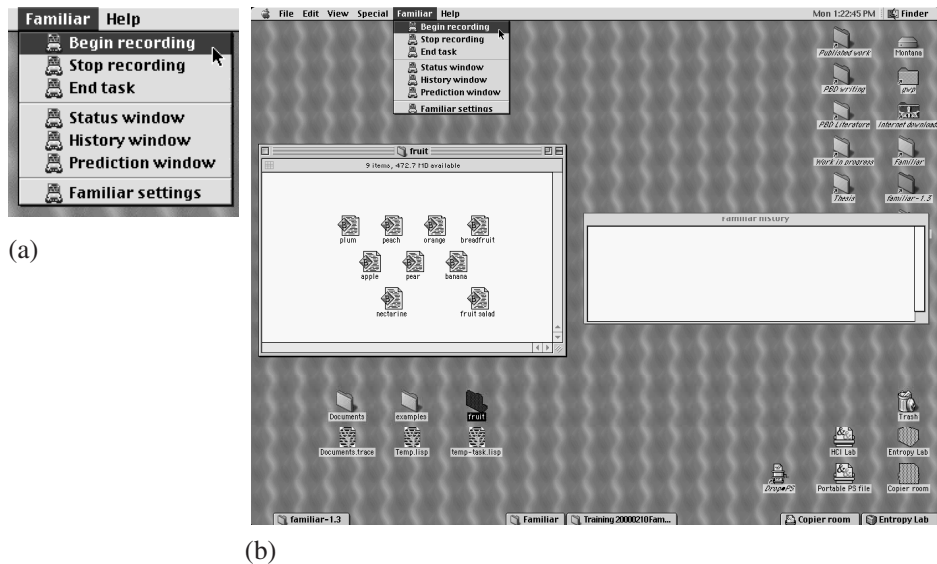 Familiar Help
Begin recording
Stop recording
End task
Status window
History window
Prediction window
Familiar settings
(a)
File Edit View Special Familiar Help Mon 1:22:45 PM Finder
Begin recording
Stop recording
End task
Status window
History window
Prediction window
Familiar settings
Published work Montana
PBD writing gwp
PBD Literature Internet download
Work in progress Familiar
Thesis familiar-1.3
fruit
9 items, 472.7 MB available
plum peach orange breadfruit
apple pear banana
nectarine fruit salad
Familiar history
Documents examples fruit Trash
Documents.trace Temp.lisp temp-task.lisp HCI Lab Entropy Lab
Drop•PS Portable PS file Copier room
familiar-1.3 Familiar Training 20000210Fam... Copier room Entropy Lab
(b)